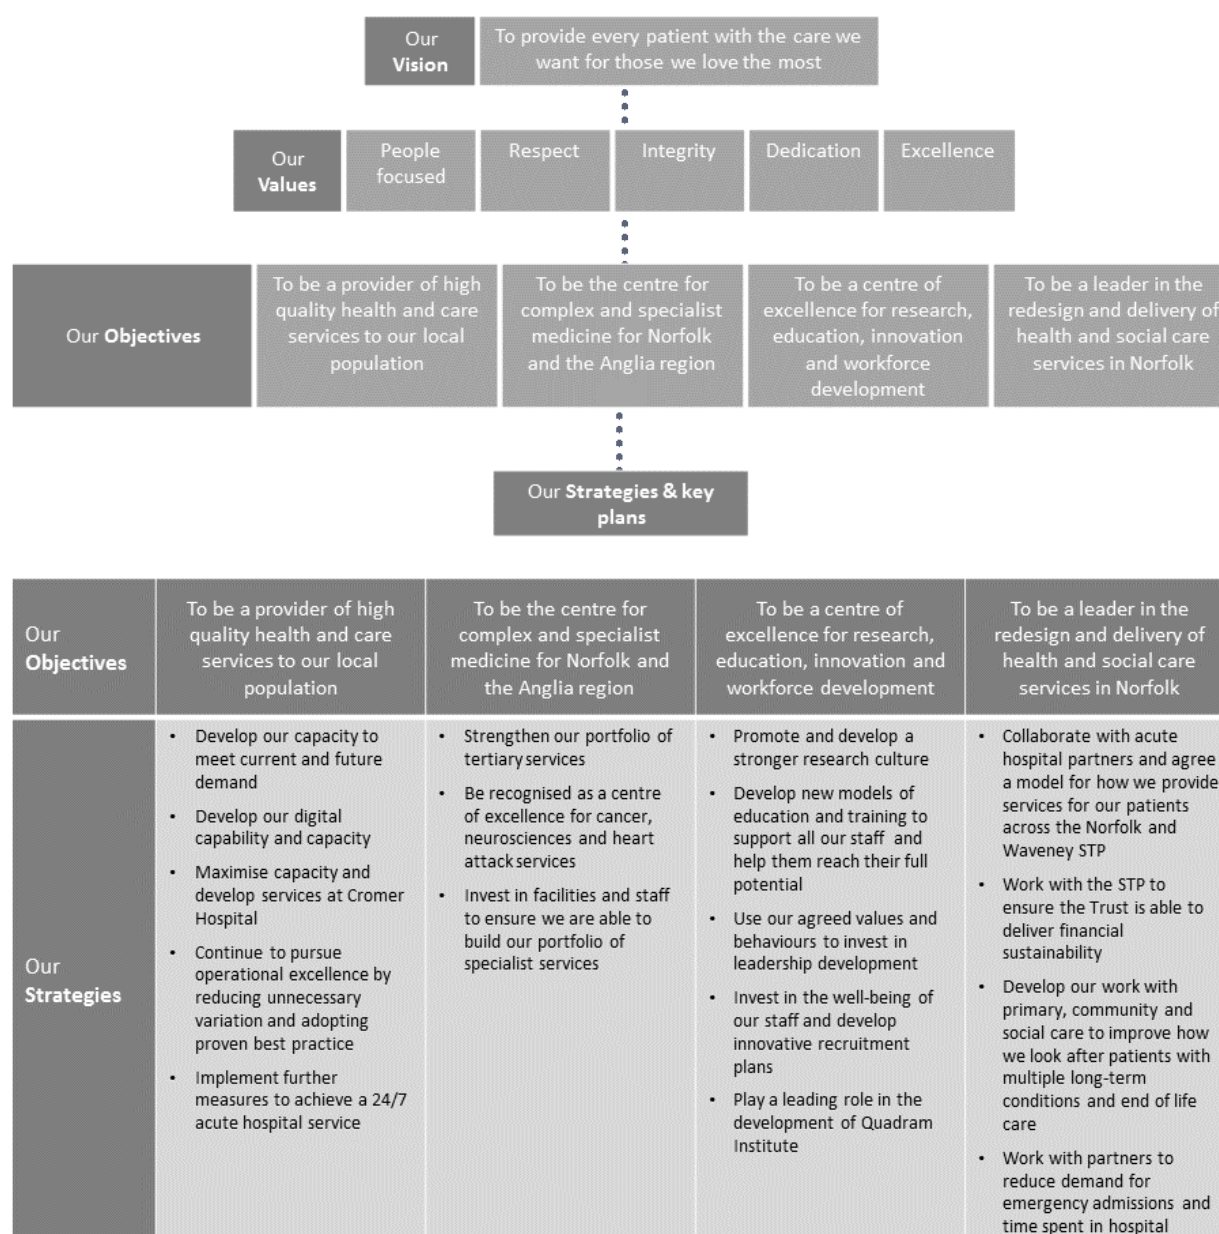 Our
Vision
To provide every patient with the care we
want for those we love the most
Our
Values
People
focused
Respect
Integrity
Dedication
Excellence
Our Objectives
To be a provider of high
quality health and care
services to our local
population
To be the centre for
complex and specialist
medicine for Norfolk
and the Anglia region
To be a centre of
excellence for research,
education, innovation
and workforce
development
To be a leader in the
redesign and delivery of
health and social care
services in Norfolk
Our Strategies & key
plans
Our
Objectives
To be a provider of high
quality health and care
services to our local
population
To be the centre for
complex and specialist
medicine for Norfolk and
the Anglia region
To be a centre of
excellence for research,
education, innovation and
workforce development
To be a leader in the
redesign and delivery of
health and social care
services in Norfolk
Our
Strategies
• Develop our capacity to
meet current and future
demand
• Develop our digital
capability and capacity
• Maximise capacity and
develop services at Cromer
Hospital
• Continue to pursue
operational excellence by
reducing unnecessary
variation and adopting
proven best practice
• Implement further
measures to achieve a 24/7
acute hospital service
• Strengthen our portfolio of
tertiary services
• Be recognised as a centre
of excellence for cancer,
neurosciences and heart
attack services
• Invest in facilities and staff
to ensure we are able to
build our portfolio of
specialist services
• Promote and develop a
stronger research culture
• Develop new models of
education and training to
support all our staff and
help them reach their full
potential
• Use our agreed values and
behaviours to invest in
leadership development
• Invest in the well-being of
our staff and develop
innovative recruitment
plans
• Play a leading role in the
development of Quadram
Institute
• Collaborate with acute
hospital partners and agree
a model for how we provide
services for our patients
across the Norfolk and
Waveney STP
• Work with the STP to
ensure the Trust is able to
deliver financial
sustainability
• Develop our work with
primary, community and
social care to improve how
we look after patients with
multiple long-term
conditions and end of life
care
• Work with partners to
reduce demand for
emergency admissions and
time spent in hospital